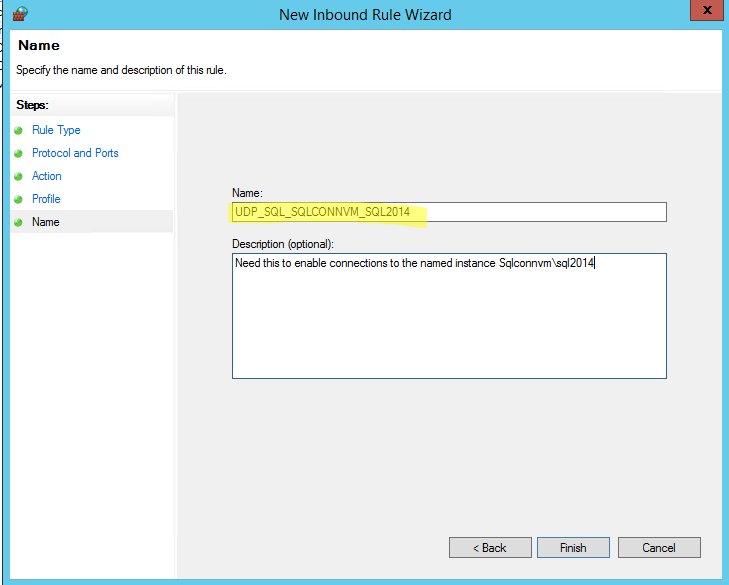 New Inbound Rule Wizard
x
Name
Specify the name and description of this rule.
Steps:
Rule Type
Protocol and Ports
Action
Profile
Name
Name:
UDP_SQL_SQLCONNVM_SQL2014
Description (optional):
Need this to enable connections to the named instance Sqlconnvm\sql2014
< Back
Finish
Cancel